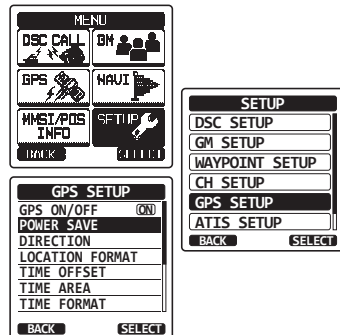 MENU
DSC CALL
GM
GPS
NAVI
MMSI/POS
INFO
SETUP
BACK
SELECT
SETUP
DSC SETUP
GM SETUP
WAYPOINT SETUP
CH SETUP
GPS SETUP
ATIS SETUP
BACK
SELECT
GPS SETUP
GPS ON/OFF ON
POWER SAVE
DIRECTION
LOCATION FORMAT
TIME OFFSET
TIME AREA
TIME FORMAT
BACK
SELECT